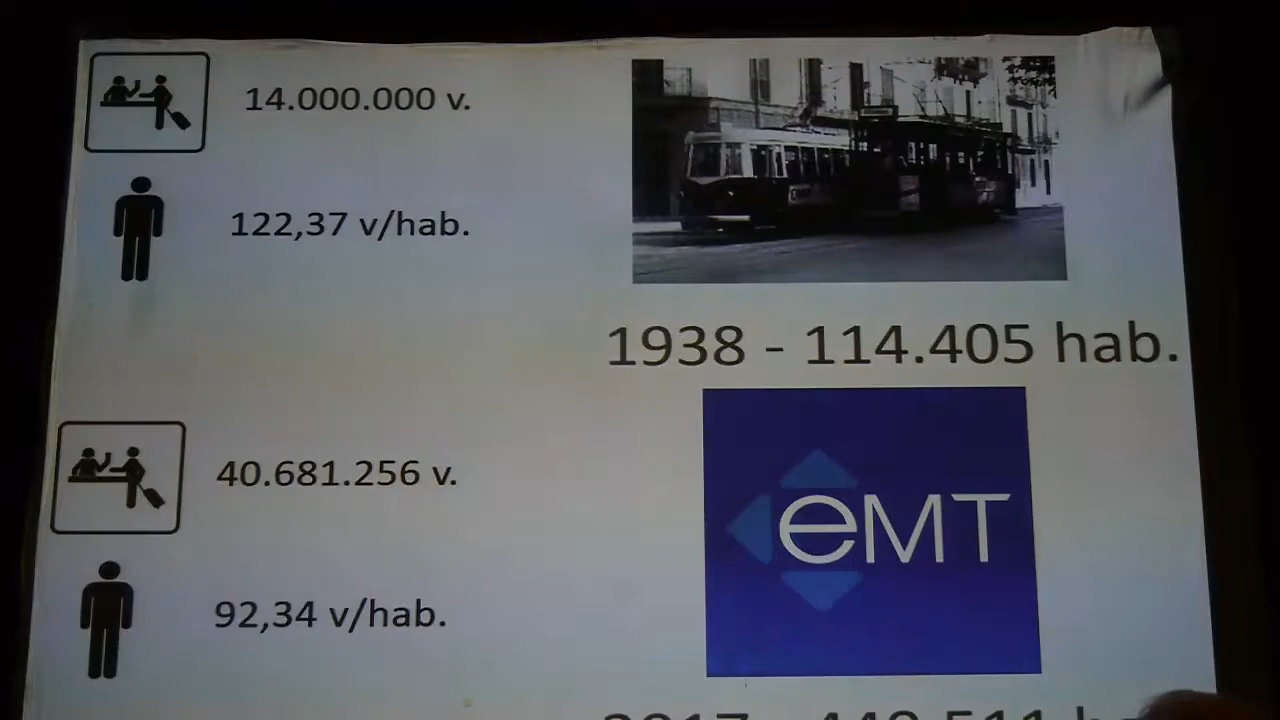 14.000.000 v.
122,37 v/hab.
1938 - 114.405 hab.
40.681.256 v.
92,34 v/hab.
eMT